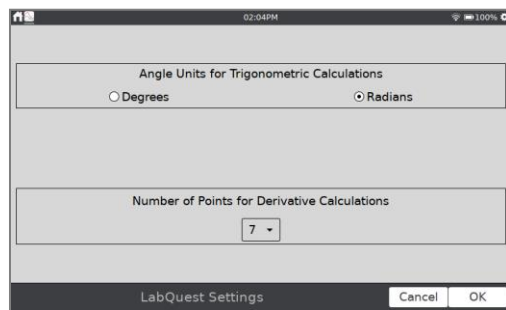 02:04PM
100%
Angle Units for Trigonometric Calculations
Degrees Radians
Number of Points for Derivative Calculations
7
LabQuest Settings Cancel OK